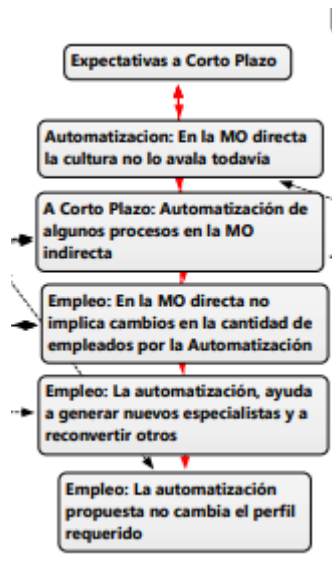 Expectativas a Corto Plazo
Automatizacion: En la MO directa
la cultura no lo avala todavía
A Corto Plazo: Automatización de
algunos procesos en la MO
indirecta
Empleo: En la MO directa no
implica cambios en la cantidad de
empleados por la Automatización
Empleo: La automatización, ayuda
a generar nuevos especialistas y a
reconvertir otros
Empleo: La automatización
propuesta no cambia el perfil
requerido